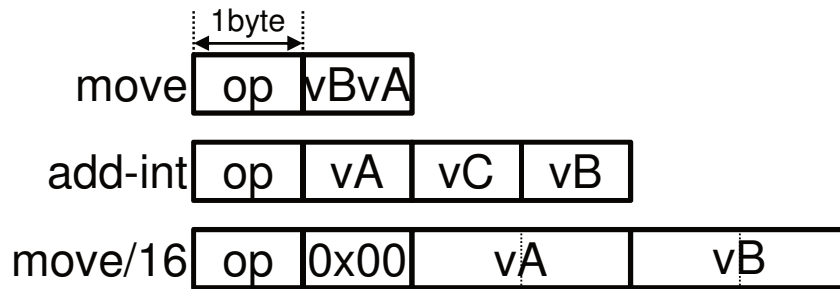 1byte
move op vBvA
add-int op vA vC vB
move/16 op 0x00 vA vB